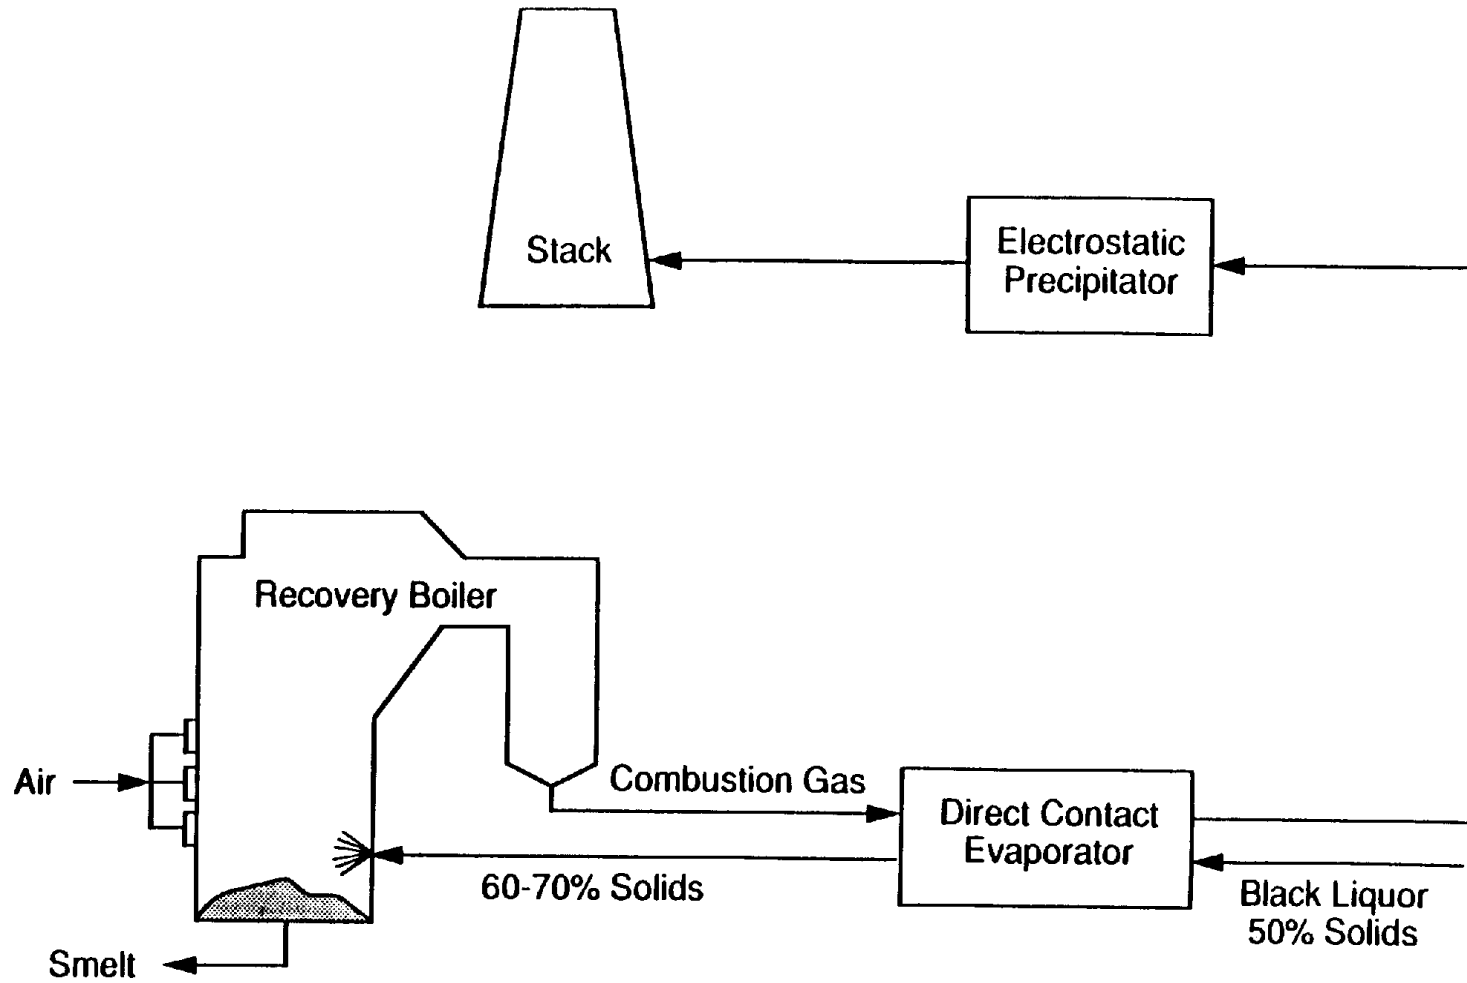 Stack
Electrostatic
Precipitator
Recovery Boiler
Air
Combustion Gas
Direct Contact
Evaporator
60-70% Solids
Black Liquor
50% Solids
Smelt